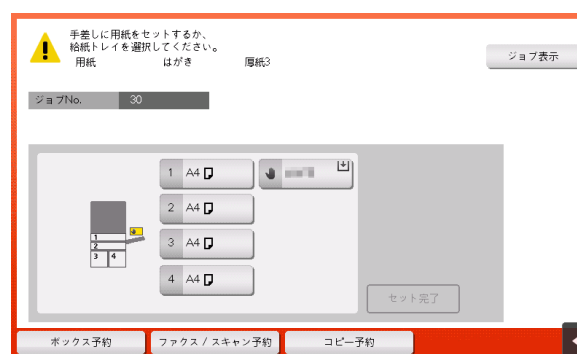 手差しに用紙をセットするか、
給紙トレイを選択してください。
用紙 はがき 厚紙3
ジョブ表示
ジョブNo. 30
1 A4
2 A4
3 A4
4 A4
1
2
3 4
セット完了
ボックス予約 ファクス / スキャン予約 コピー予約